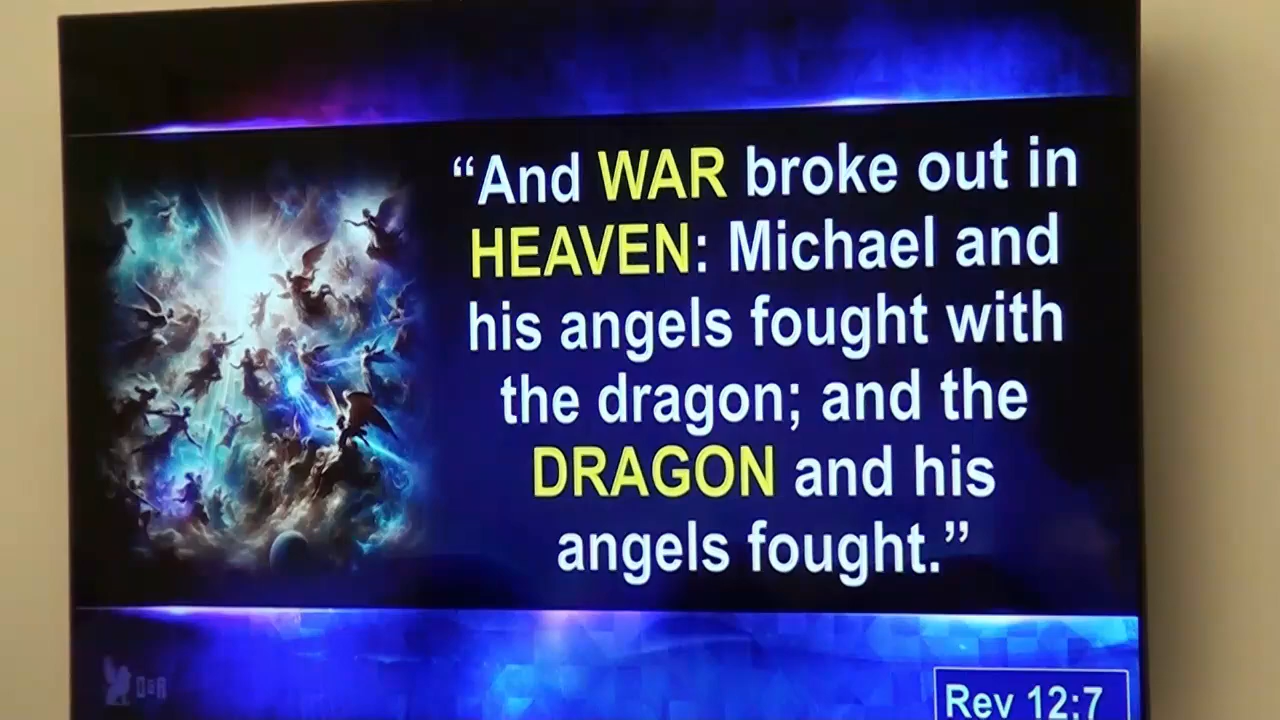 “And WAR broke out in
HEAVEN: Michael and
his angels fought with
the dragon; and the
DRAGON and his
angels fought.”
Rev 12:7